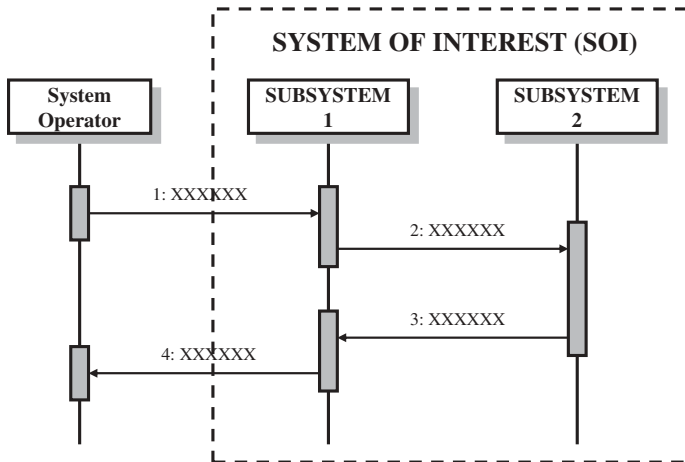 SYSTEM OF INTEREST (SOI)
System
Operator
SUBSYSTEM
1
SUBSYSTEM
2
1: XXXXXX
2: XXXXXX
3: XXXXXX
4: XXXXXX